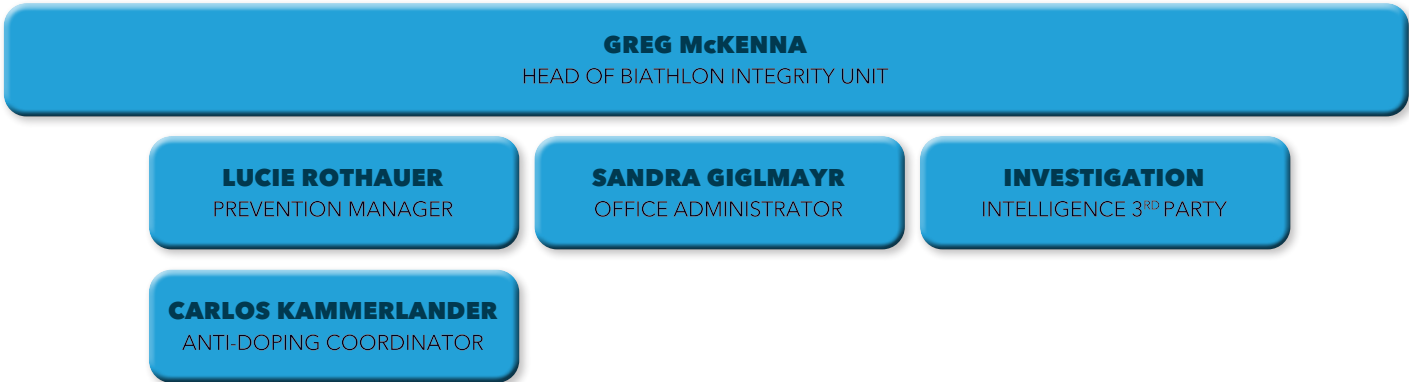 GREG McKENNA
HEAD OF BIATHLON INTEGRITY UNIT
LUCIE ROTHAUER
PREVENTION MANAGER
SANDRA GIGLMAYR
OFFICE ADMINISTRATOR
INVESTIGATION
INTELLIGENCE 3RD PARTY
CARLOS KAMMERLANDER
ANTI-DOPING COORDINATOR